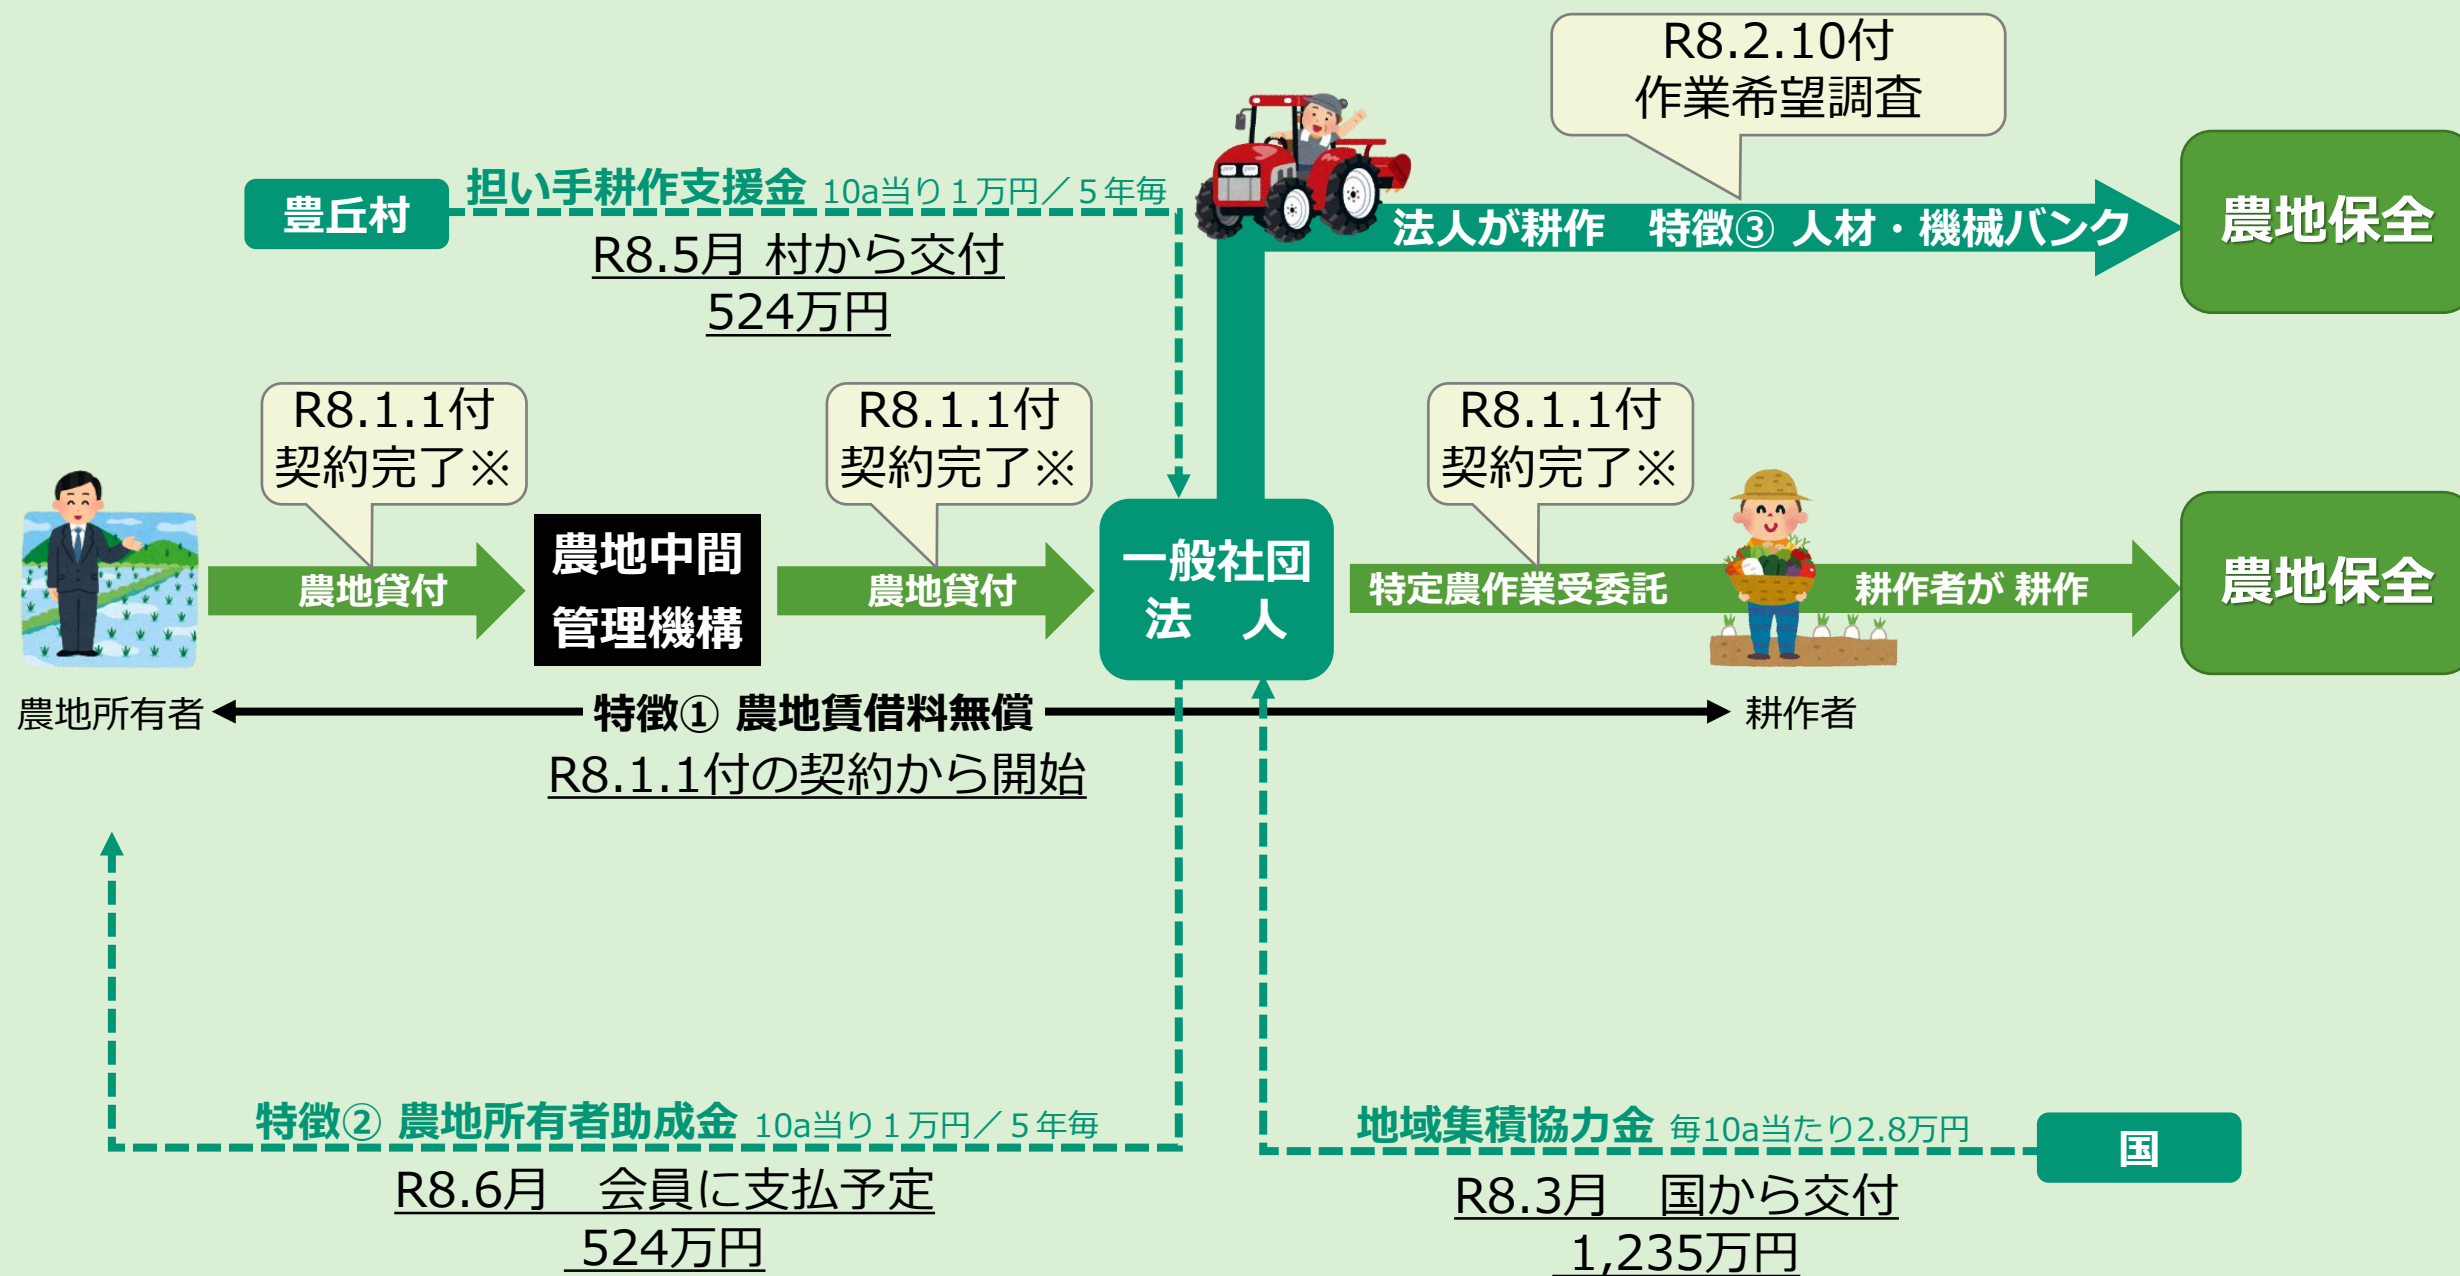 R8.2.10付
作業希望調査
豊丘村
担い手耕作支援金 10a当り１万円／５年毎
R8.5月 村から交付
524万円
法人が耕作　特徴③ 人材・機械バンク
農地保全
R8.1.1付
契約完了※
R8.1.1付
契約完了※
R8.1.1付
契約完了※
農地貸付
農地中間
管理機構
農地貸付
一般社団
法　人
特定農作業受委託
耕作者が 耕作
農地保全
農地所有者
特徴① 農地賃借料無償
耕作者
R8.1.1付の契約から開始
特徴② 農地所有者助成金 10a当り１万円／５年毎
R8.6月　会員に支払予定
524万円
地域集積協力金 毎10a当たり2.8万円
国
R8.3月　国から交付
1,235万円